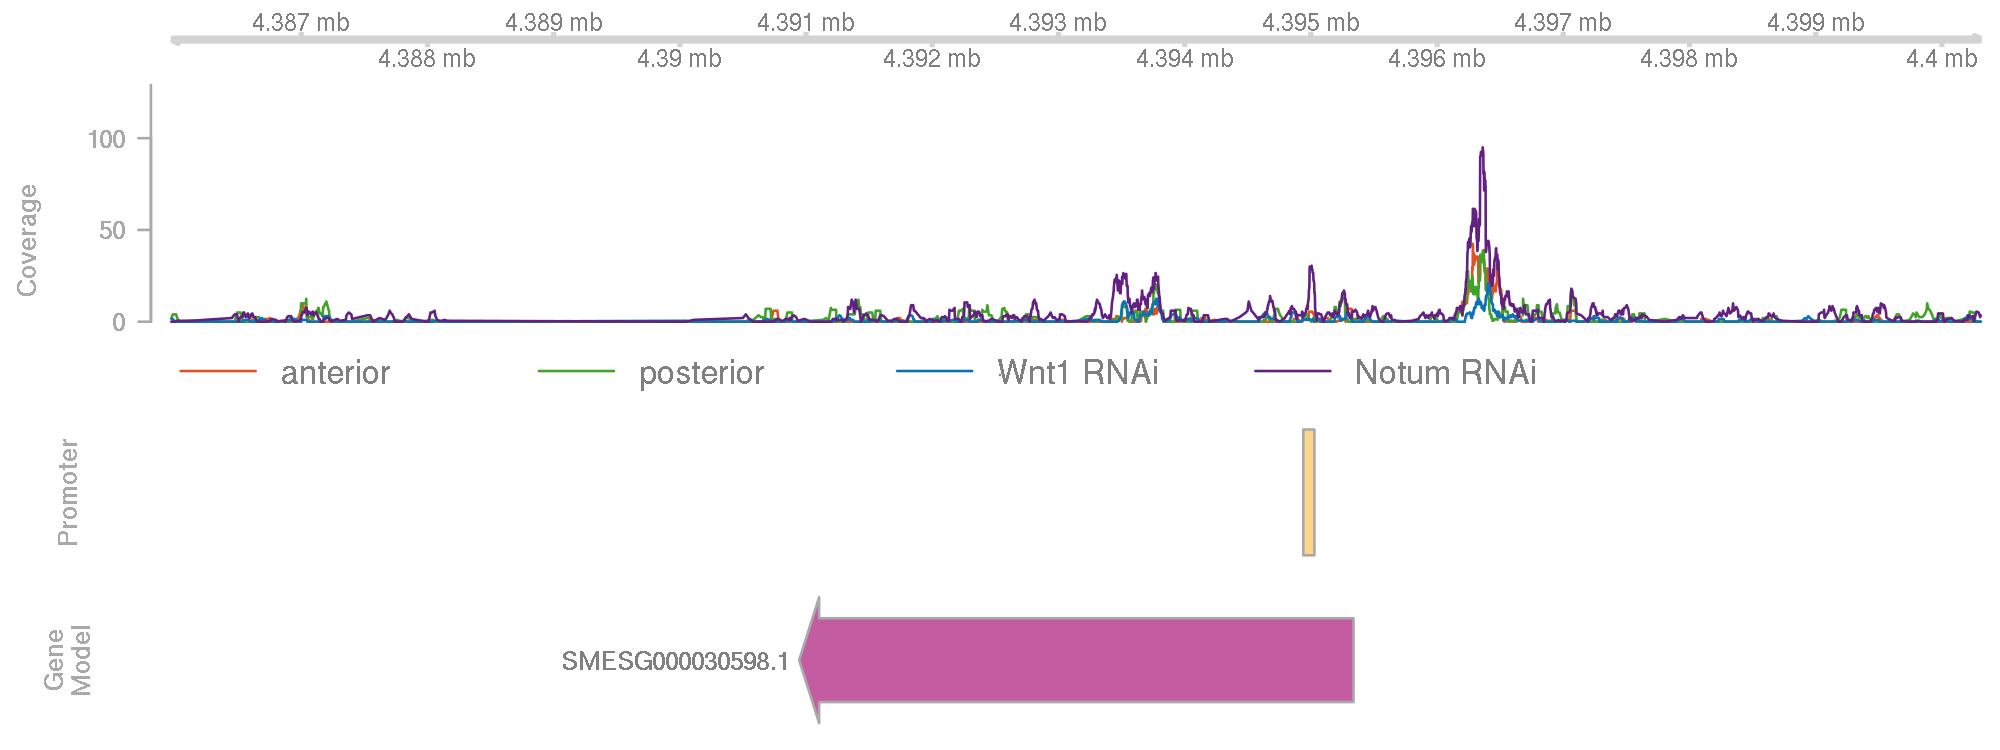 4.387 mb 4.389 mb 4.391 mb 4.393 mb 4.395 mb 4.397 mb 4.399 mb
4.388 mb 4.39 mb 4.392 mb 4.394 mb 4.396 mb 4.398 mb 4.4 mb
Coverage
100
50
0
anterior posterior Wnt1 RNAi Notum RNAi
Promoter
Gene
Model
SMESG000030598.1